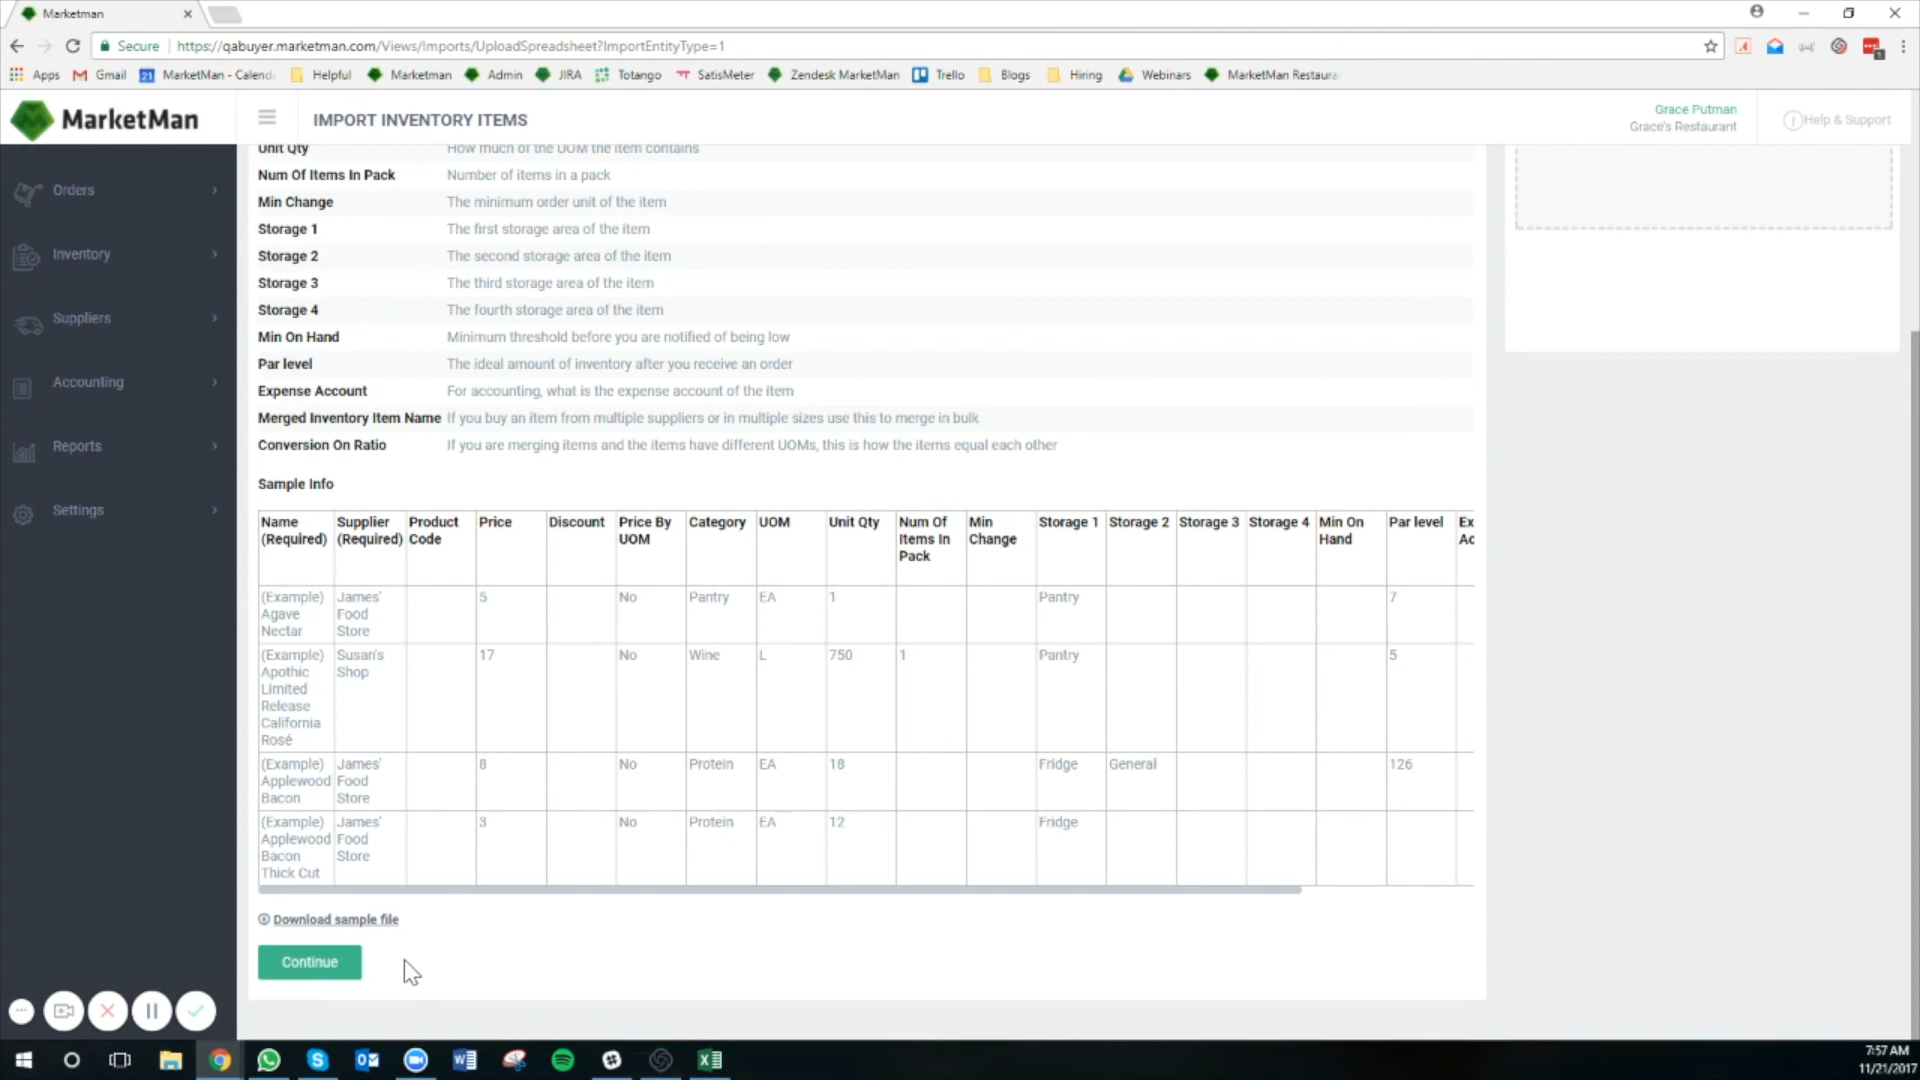 Marketman
Secure
https://qabuyer.marketman.com/Views/Imports/UploadSpreadsheet?ImportEntityType=1
Apps Gmail MarketMan - Calend Helpful Marketman Admin JIRA Totango SatisMeter Zendesk MarketMan Trello Blogs Hiring Webinars MarketMan Restaura
MarketMan
IMPORT INVENTORY ITEMS
Grace Putman
Grace's Restaurant
Help & Support
Orders
Inventory
Suppliers
Accounting
Reports
Settings
Unit Qty How much of the UOM the item contains
Num Of Items In Pack Number of items in a pack
Min Change The minimum order unit of the item
Storage 1 The first storage area of the item
Storage 2 The second storage area of the item
Storage 3 The third storage area of the item
Storage 4 The fourth storage area of the item
Min On Hand Minimum threshold before you are notified of being low
Par level The ideal amount of inventory after you receive an order
Expense Account For accounting, what is the expense account of the item
Merged Inventory Item Name If you buy an item from multiple suppliers or in multiple sizes use this to merge in bulk
Conversion On Ratio If you are merging items and the items have different UOMs, this is how the items equal each other
Sample Info
Name Supplier Product Price Discount Price By Category UOM Unit Qty Num Of Min Storage 1 Storage 2 Storage 3 Storage 4 Min On Par level Ex
(Required) (Required) Code UOM Items In Change Hand Ac
Pack
(Example) James' 5 No Pantry EA 1 Pantry 7
Agave Food
Nectar Store
(Example) Susan's 17 No Wine L 750 1 Pantry 5
Apothic Shop
Limited
Release
California
Rosé
(Example) James' 8 No Protein EA 18 Fridge General 126
Applewood Food
Bacon Store
(Example) James' 3 No Protein EA 12 Fridge
Applewood Food
Bacon Store
Thick Cut
Download sample file
Continue
7:57 AM
11/21/2017